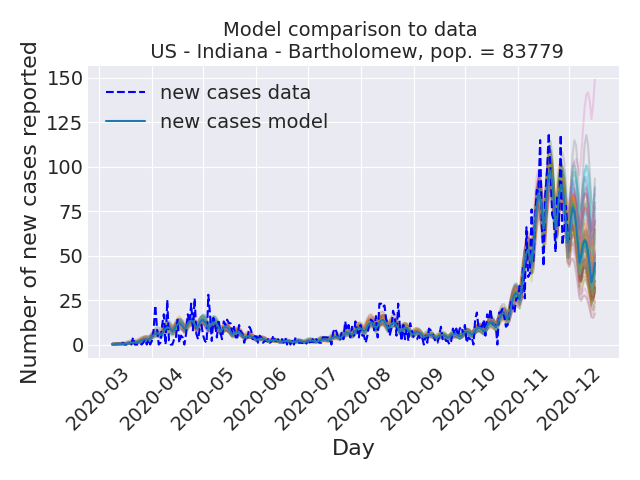 Model comparison to data
US - Indiana - Bartholomew, pop. = 83779
Number of new cases reported
150
125
100
75
50
25
0
new cases data
new cases model
2020-03
2020-04
2020-05
2020-06
2020-07
2020-08
2020-09
2020-10
2020-11
2020-12
Day